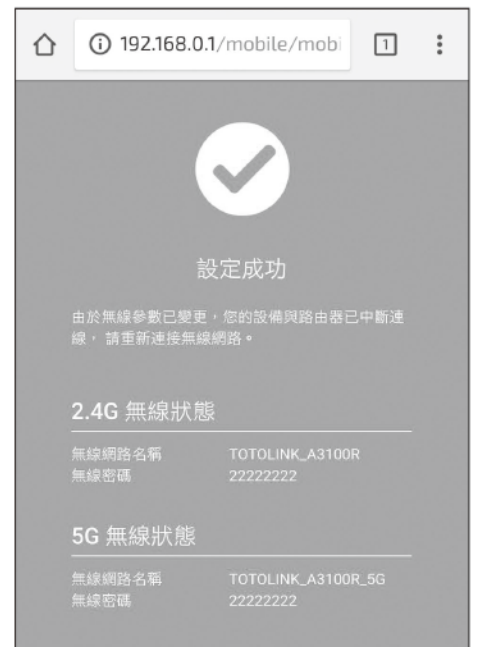 192.168.0.1/mobile/mobi
1
設定成功
由於無線參數已變更，您的設備與路由器已中斷連
線， 請重新連接無線網路。
2.4G 無線狀態
無線網路名稱 TOTOLINK_A3100R
無線密碼 22222222
5G 無線狀態
無線網路名稱 TOTOLINK_A3100R_5G
無線密碼 22222222